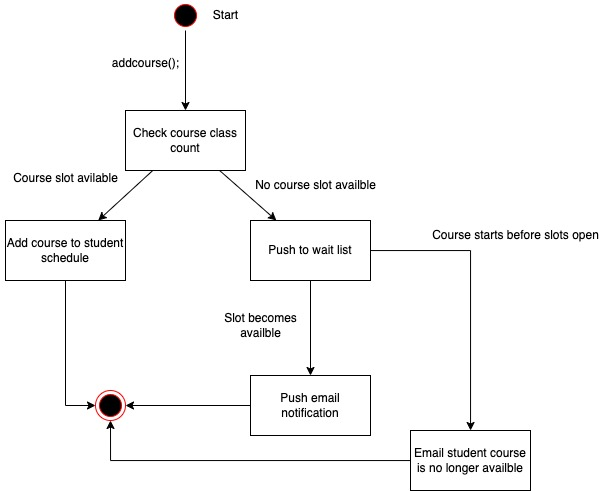 Start
addcourse();
Check course class
count
Course slot avilable
No course slot availble
Add course to student
schedule
Push to wait list
Course starts before slots open
Slot becomes
availble
Push email
notification
Email student course
is no longer availble